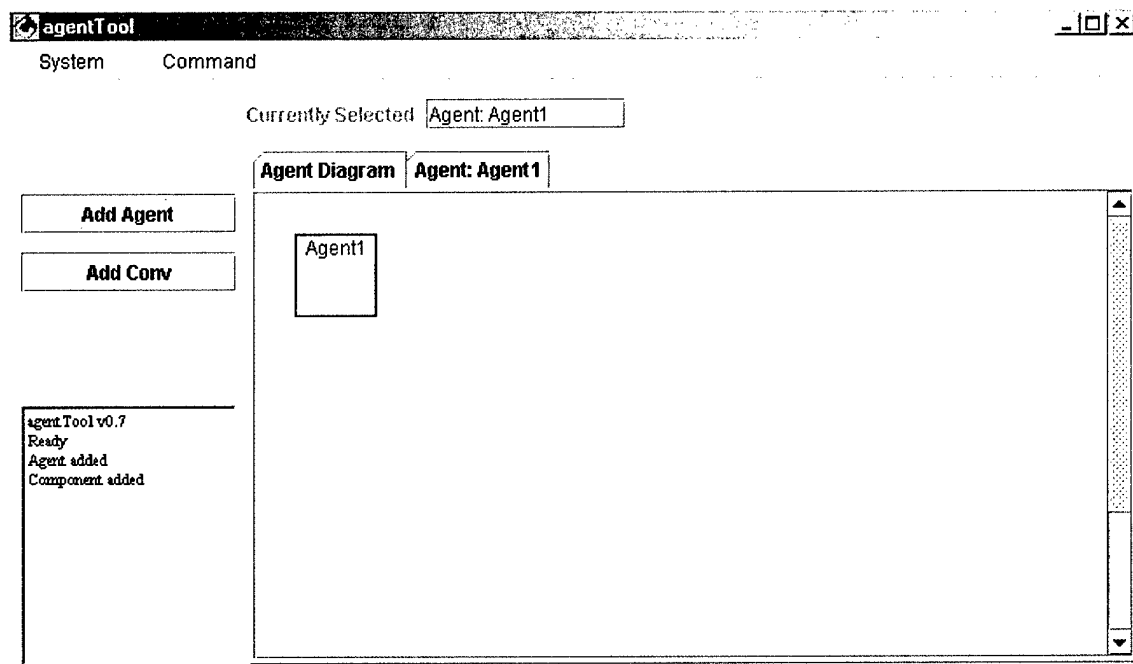 agentTool
System Command
Currently Selected Agent: Agent1
Agent Diagram Agent: Agent1
Add Agent
Agent1
Add Conv
agentTool v0.7
Ready
Agent added
Component added